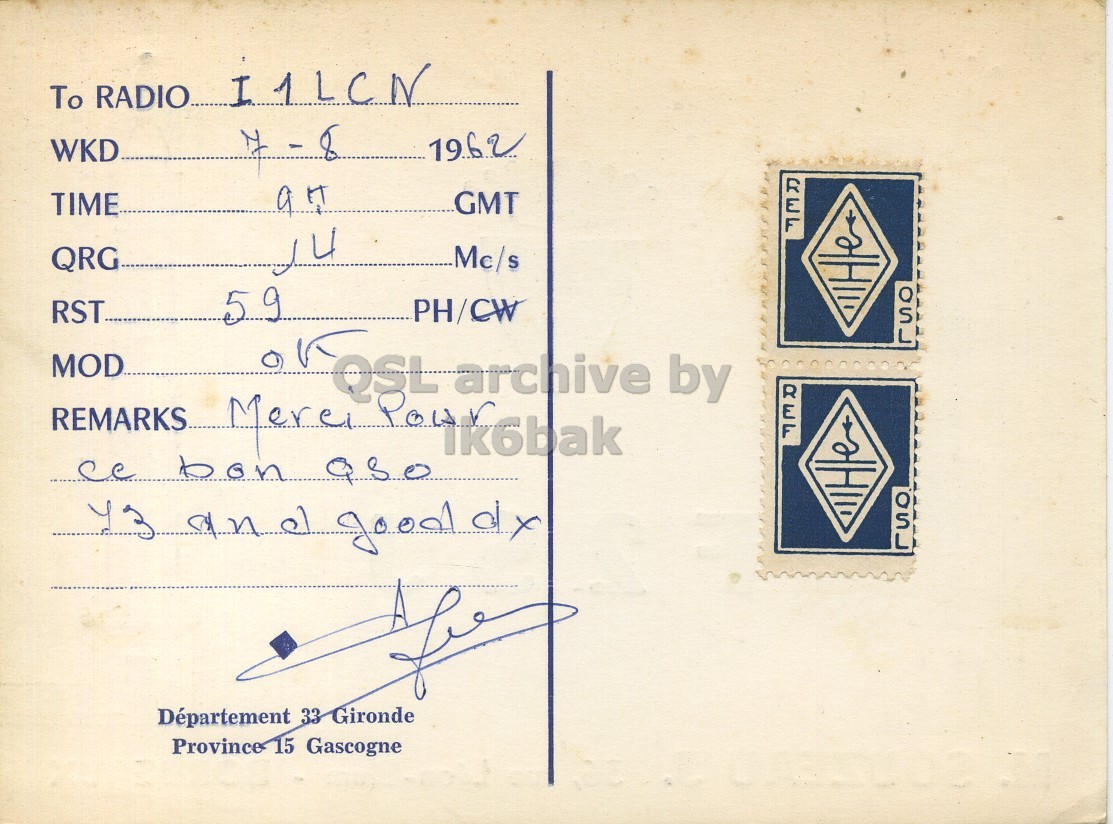 To RADIO I1LCN
WKD 7-8 1962
TIME GMT
QRG 14 Mc/s
RST 59 PH/CW
MOD OK
REMARKS Merci Pour
ce bon QSO
73 and good dx
Département 33 Gironde
Province 15 Gascogne
REF
QSL
REF
QSL
QSL archive by
ik6bak